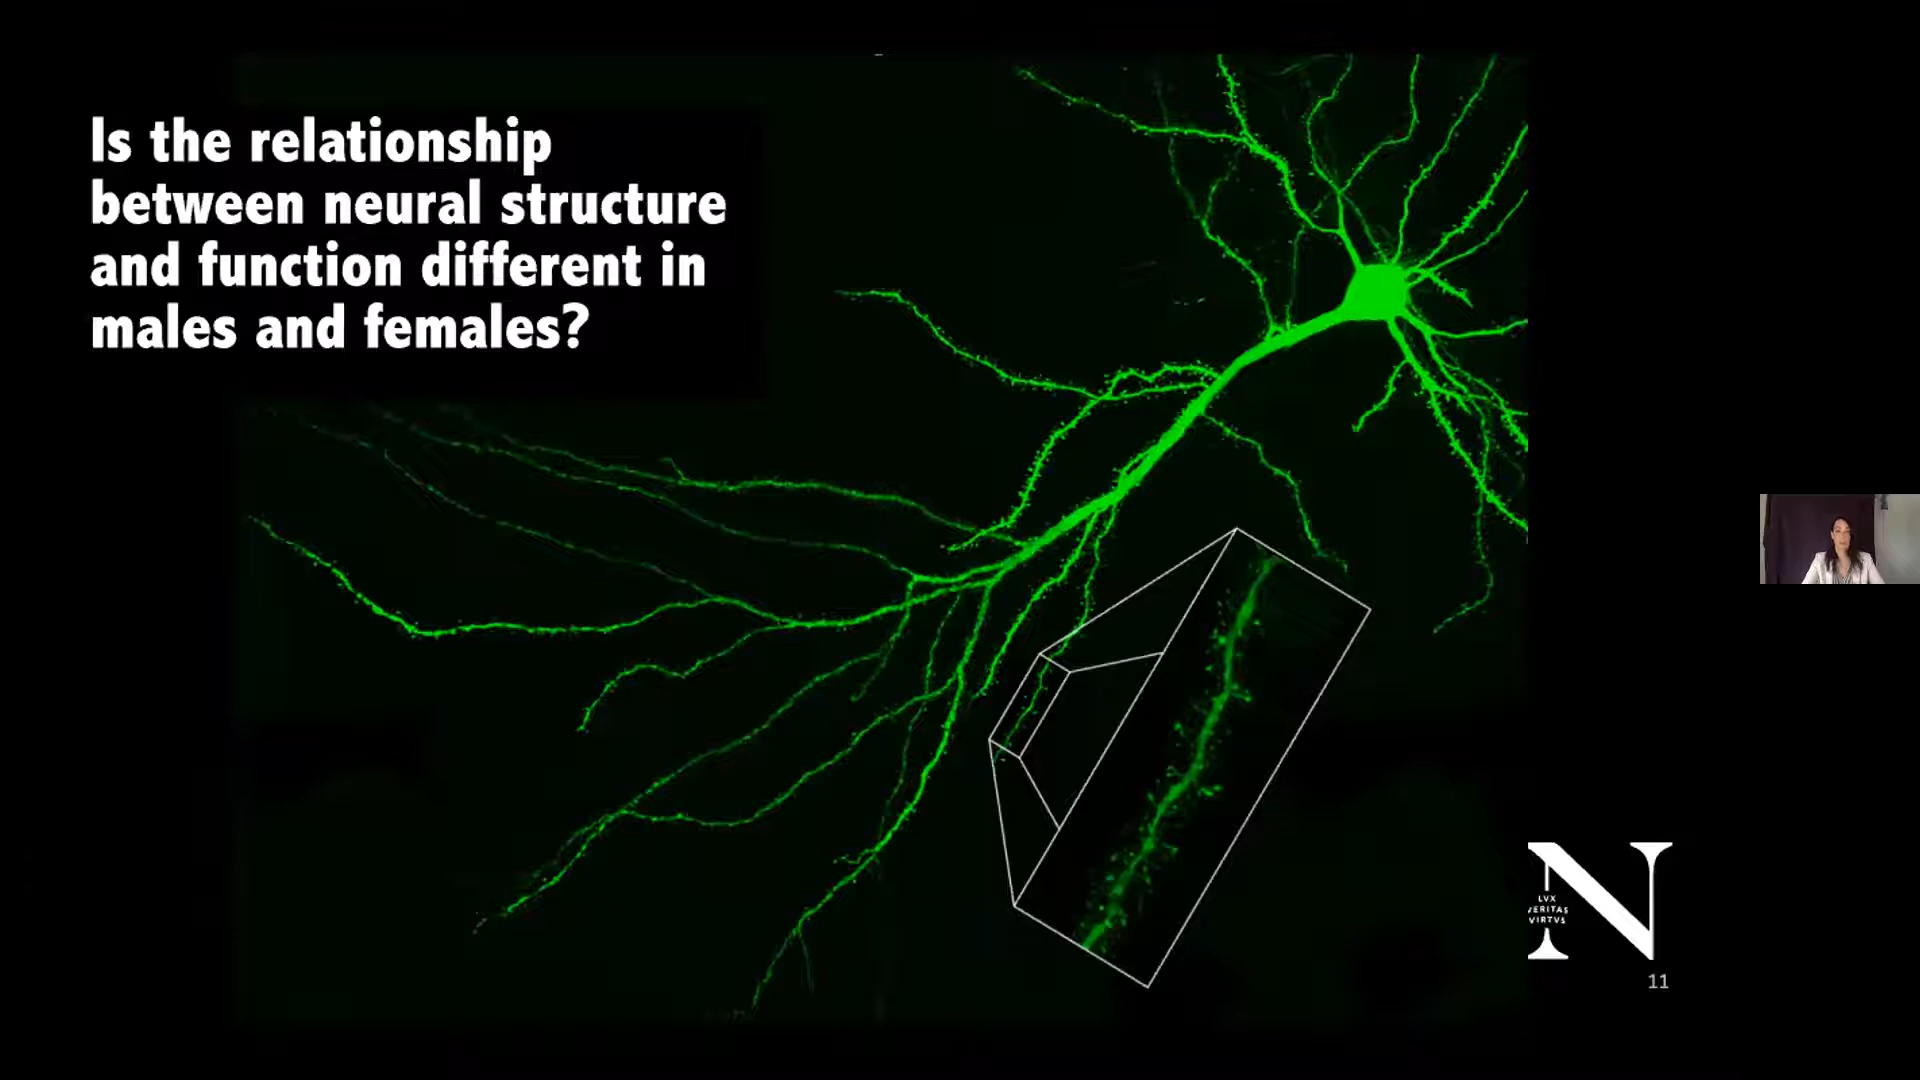 Is the relationship
between neural structure
and function different in
males and females?
LVX
VERITAS
VIRTVS
N
11